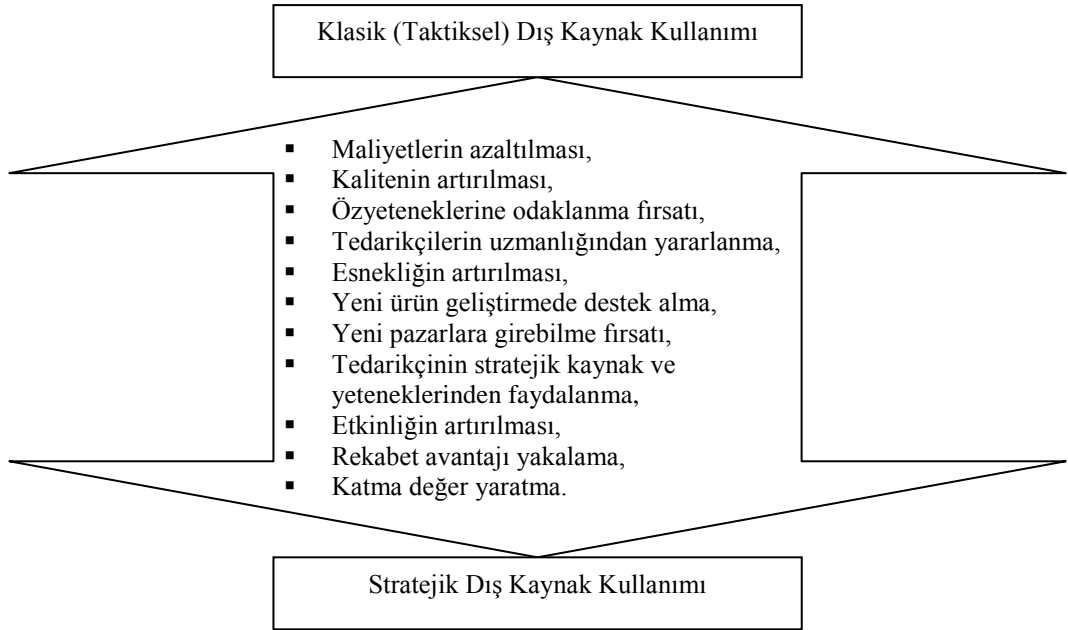 Klasik (Taktiksel) Dış Kaynak Kullanımı
▪ Maliyetlerin azaltılması,
▪ Kalitenin artırılması,
▪ Özyeteneklerine odaklanma fırsatı,
▪ Tedarikçilerin uzmanlığından yararlanma,
▪ Esnekliğin artırılması,
▪ Yeni ürün geliştirmede destek alma,
▪ Yeni pazarlara girebilme fırsatı,
▪ Tedarikçinin stratejik kaynak ve
yeteneklerinden faydalanma,
▪ Etkinliğin artırılması,
▪ Rekabet avantajı yakalama,
▪ Katma değer yaratma.
Stratejik Dış Kaynak Kullanımı